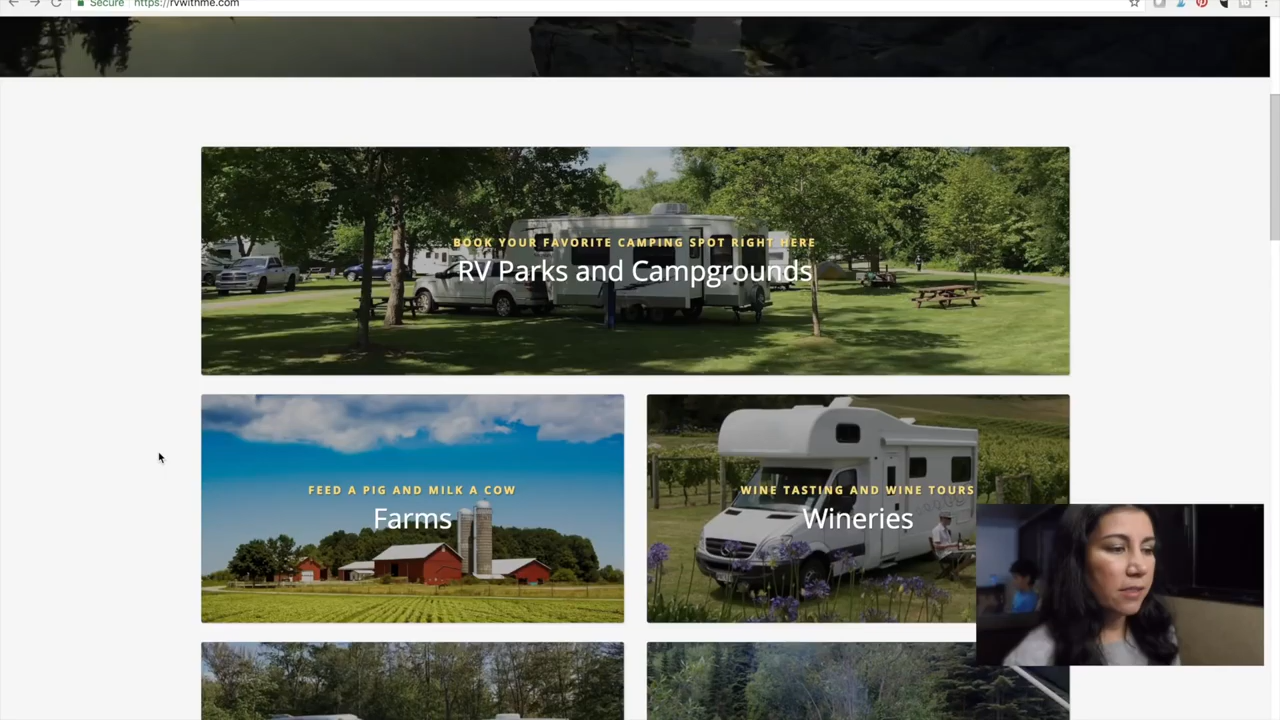 Secure https://rvwithme.com
BOOK YOUR FAVORITE CAMPING SPOT RIGHT HERE
RV Parks and Campgrounds
FEED A PIG AND MILK A COW
Farms
WINE TASTING AND WINE TOURS
Wineries